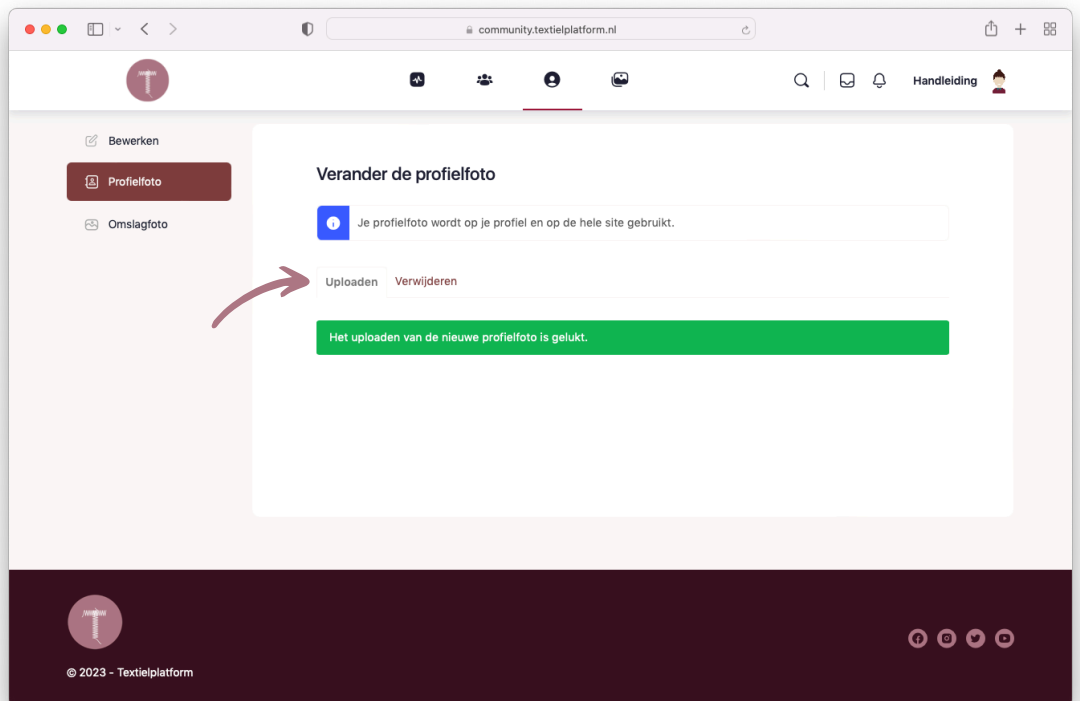 community.textielplatform.nl
T
Handleiding
Bewerken
Profielfoto
Omslagfoto
Verander de profielfoto
Je profielfoto wordt op je profiel en op de hele site gebruikt.
Uploaden Verwijderen
Het uploaden van de nieuwe profielfoto is gelukt.
T
© 2023 - Textielplatform